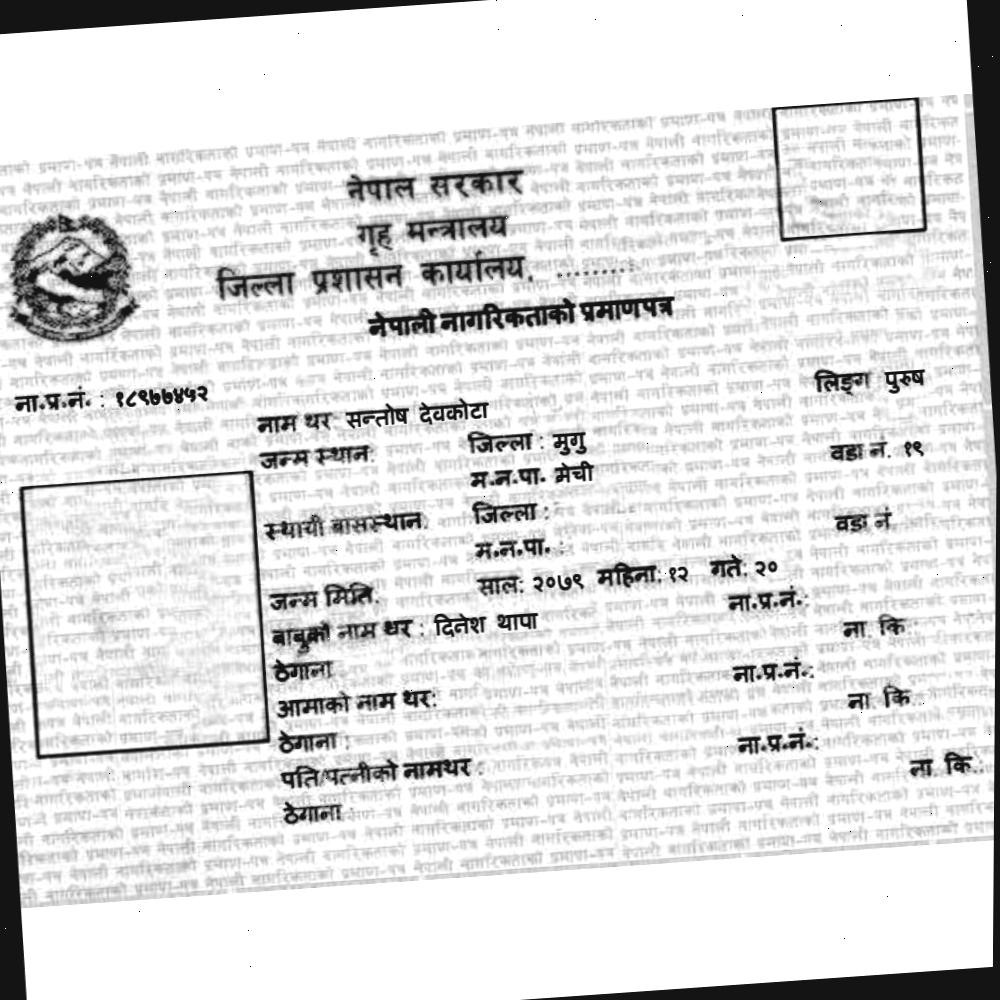 नेपाल सरकार
गृह मन्त्रालय
जिल्ला प्रशासन कार्यालय, .........
नेपाली नागरिकताको प्रमाणपत्र
ना.प्र.नं. : १८९७७४५२
लिङ्ग पुरुष
नाम थर सन्तोष देवकोटा
जन्म स्थान: जिल्ला : मुगु वडा नं. १९
म.न.पा. मेची
स्थायी बासस्थान: जिल्ला : वडा नं
म.न.पा. :
जन्म मिति: साल: २०७९ महिना: १२ गते: २०
बाबुको नाम थर : दिनेश थापा ना.प्र.नं.:
ठेगाना ना कि :
आमाको नाम थर: ना.प्र.नं.:
ठेगाना : ना कि.:
पति/पत्नीको नामथर : ना.प्र.नं.:
ठेगाना ना कि.: